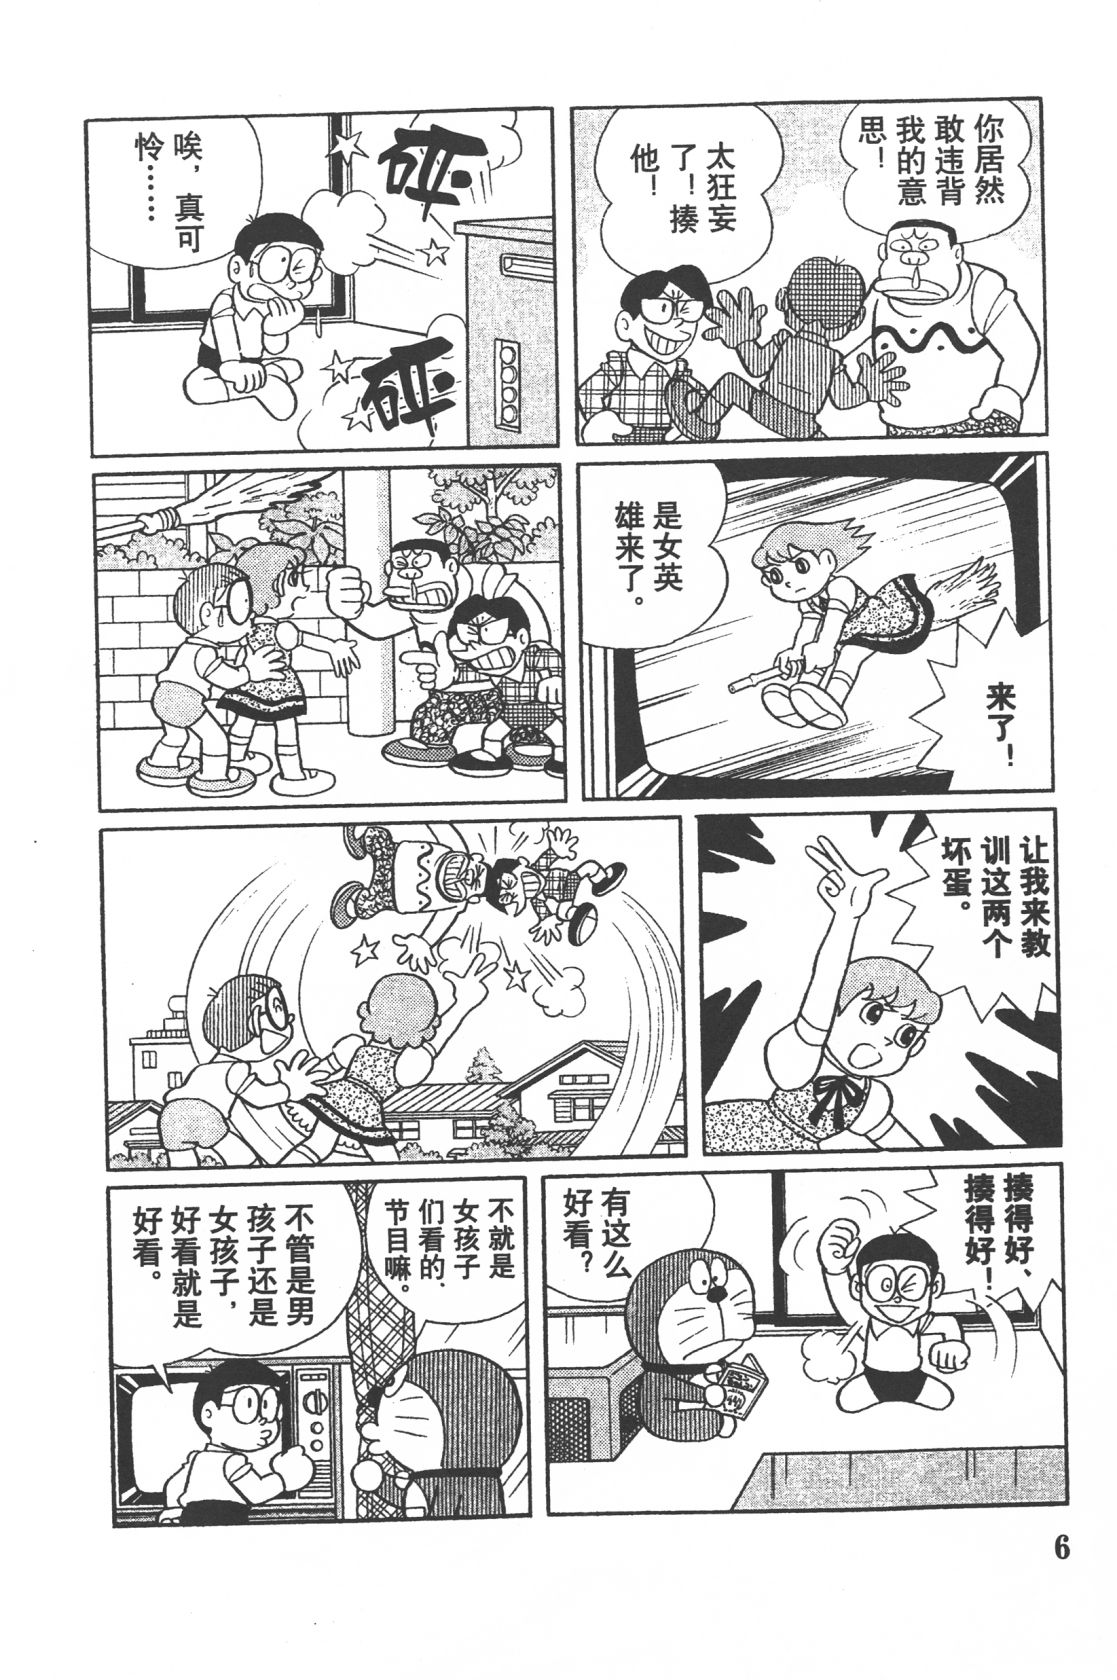 你居然
敢违背
我的意
思！
太狂妄
了！揍
他！
砰
砰
唉，真可
怜……
来了！
是女英
雄来了。
让我来教
训这两个
坏蛋。
揍得好、
揍得好！
有这么
好看？
不就是
女孩子
们看的
节目嘛。
不管是男
孩子还是
女孩子，
好看就是
好看。
6